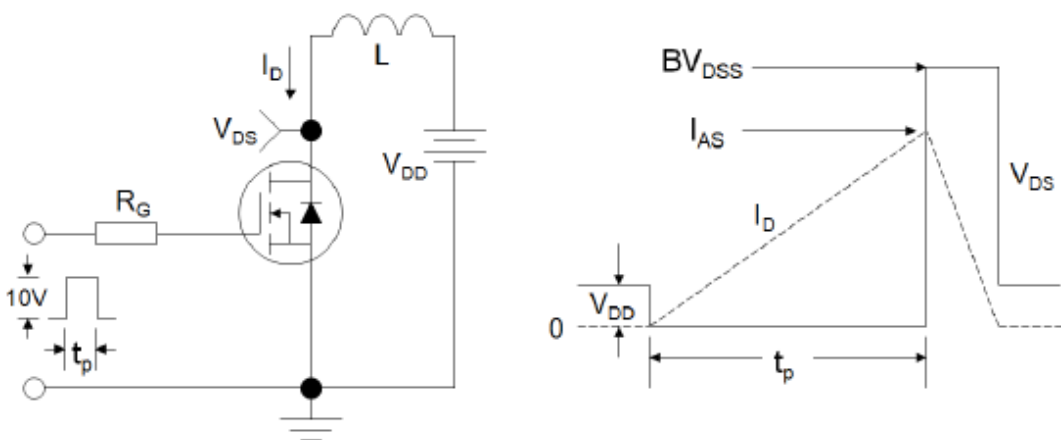 L
I_D
V_DS
V_DD
R_G
10V
t_p
BV_DSS
I_AS
V_DS
I_D
V_DD
0
t_p